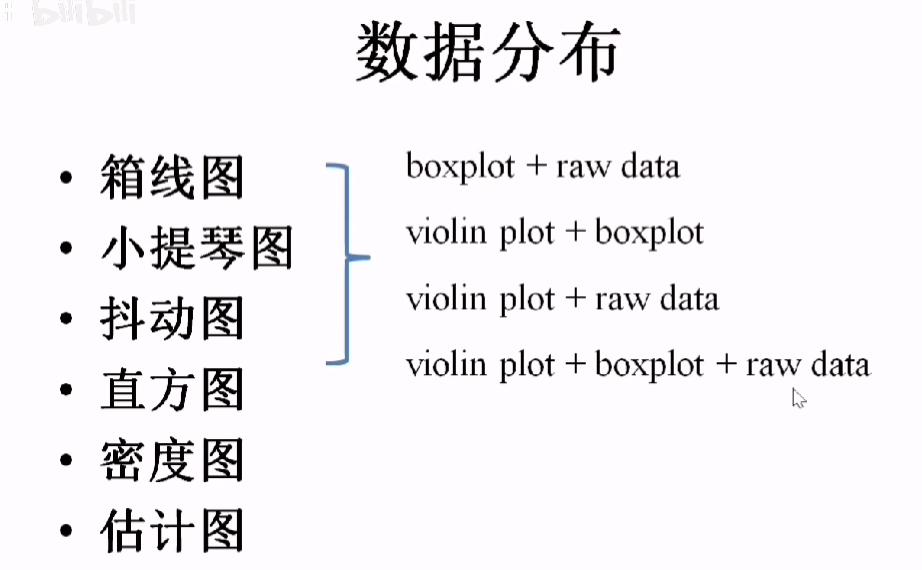 bilibili
数据分布
• 箱线图
• 小提琴图
• 抖动图
• 直方图
• 密度图
• 估计图
boxplot + raw data
violin plot + boxplot
violin plot + raw data
violin plot + boxplot + raw data